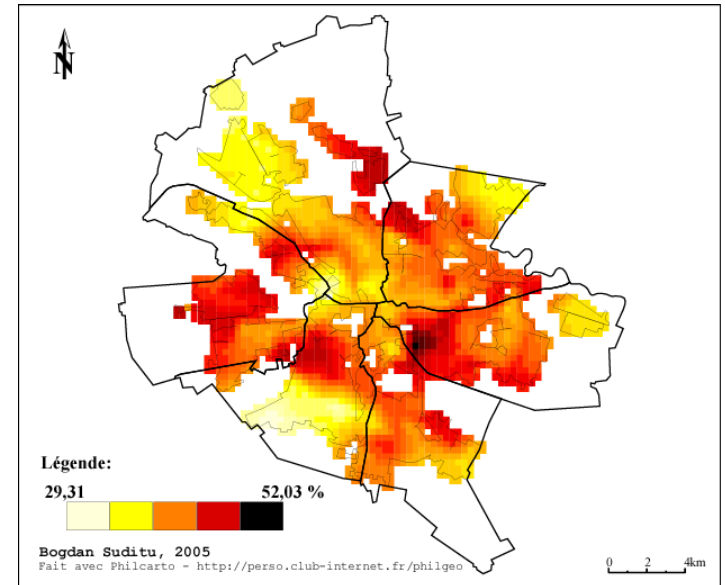 N
Légende:
29,31 52,03 %
Bogdan Suditu, 2005
Fait avec Philcarto - http://perso.club-internet.fr/philgeo
0 2 4km